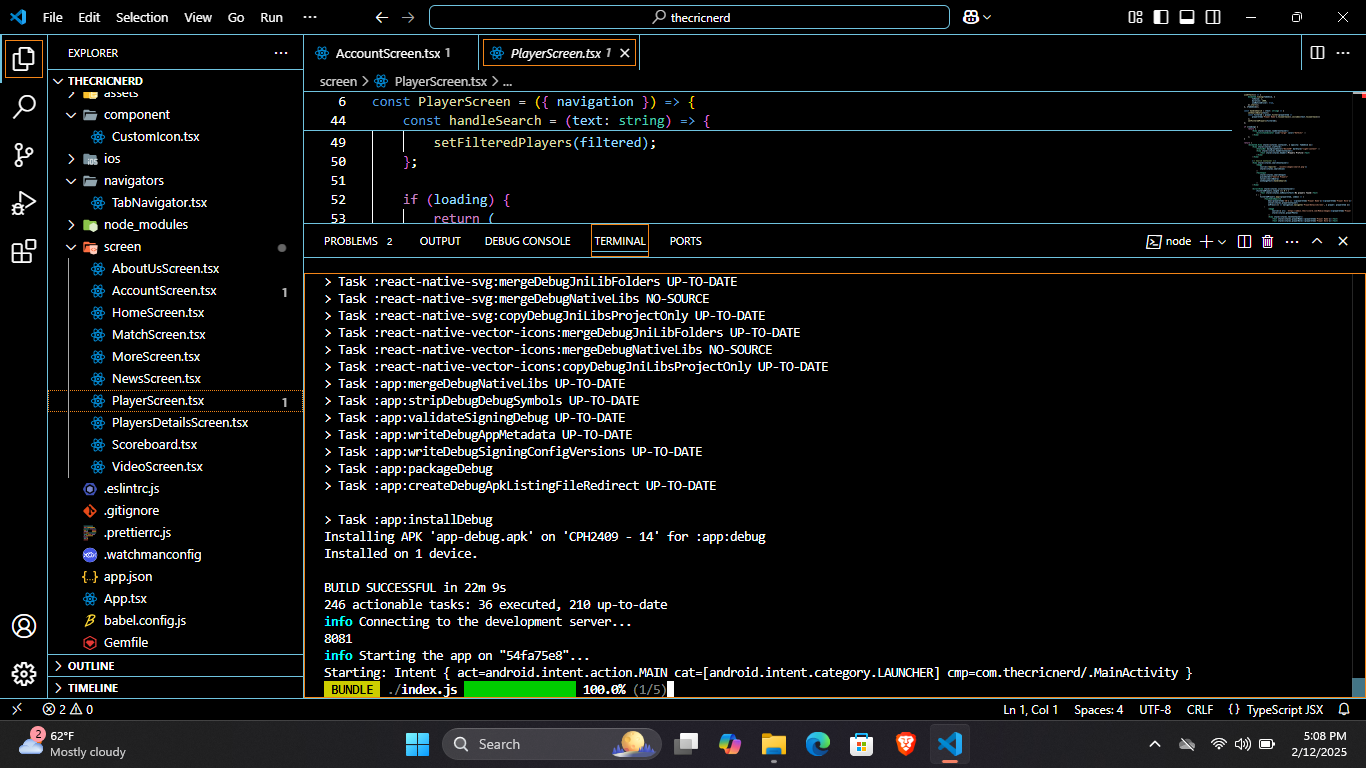 File Edit Selection View Go Run ··· thecricnerd
EXPLORER ···
THECRICNERD
assets
component
CustomIcon.tsx
ios
navigators
TabNavigator.tsx
node_modules
screen
AboutUsScreen.tsx
AccountScreen.tsx 1
HomeScreen.tsx
MatchScreen.tsx
MoreScreen.tsx
NewsScreen.tsx
PlayerScreen.tsx 1
PlayersDetailsScreen.tsx
Scoreboard.tsx
VideoScreen.tsx
.eslintrc.js
.gitignore
.prettierrc.js
.watchmanconfig
app.json
App.tsx
babel.config.js
Gemfile
OUTLINE
TIMELINE
AccountScreen.tsx 1 PlayerScreen.tsx 1
screen > PlayerScreen.tsx > ...
6 const PlayerScreen = ({ navigation }) => {
44 const handleSearch = (text: string) => {
49 setFilteredPlayers(filtered);
50 };
51
52 if (loading) {
53 return (
PROBLEMS 2 OUTPUT DEBUG CONSOLE TERMINAL PORTS node
> Task :react-native-svg:mergeDebugJniLibFolders UP-TO-DATE
> Task :react-native-svg:mergeDebugNativeLibs NO-SOURCE
> Task :react-native-svg:copyDebugJniLibsProjectOnly UP-TO-DATE
> Task :react-native-vector-icons:mergeDebugJniLibFolders UP-TO-DATE
> Task :react-native-vector-icons:mergeDebugNativeLibs NO-SOURCE
> Task :react-native-vector-icons:copyDebugJniLibsProjectOnly UP-TO-DATE
> Task :app:mergeDebugNativeLibs UP-TO-DATE
> Task :app:stripDebugDebugSymbols UP-TO-DATE
> Task :app:validateSigningDebug UP-TO-DATE
> Task :app:writeDebugAppMetadata UP-TO-DATE
> Task :app:writeDebugSigningConfigVersions UP-TO-DATE
> Task :app:packageDebug
> Task :app:createDebugApkListingFileRedirect UP-TO-DATE
> Task :app:installDebug
Installing APK 'app-debug.apk' on 'CPH2409 - 14' for :app:debug
Installed on 1 device.
BUILD SUCCESSFUL in 22m 9s
246 actionable tasks: 36 executed, 210 up-to-date
info Connecting to the development server...
8081
info Starting the app on "54fa75e8"...
Starting: Intent { act=android.intent.action.MAIN cat=[android.intent.category.LAUNCHER] cmp=com.thecricnerd/.MainActivity }
BUNDLE ./index.js 100.0% (1/5)
2 0 Ln 1, Col 1 Spaces: 4 UTF-8 CRLF {} TypeScript JSX
2
62°F
Mostly cloudy
Search
5:08 PM
2/12/2025